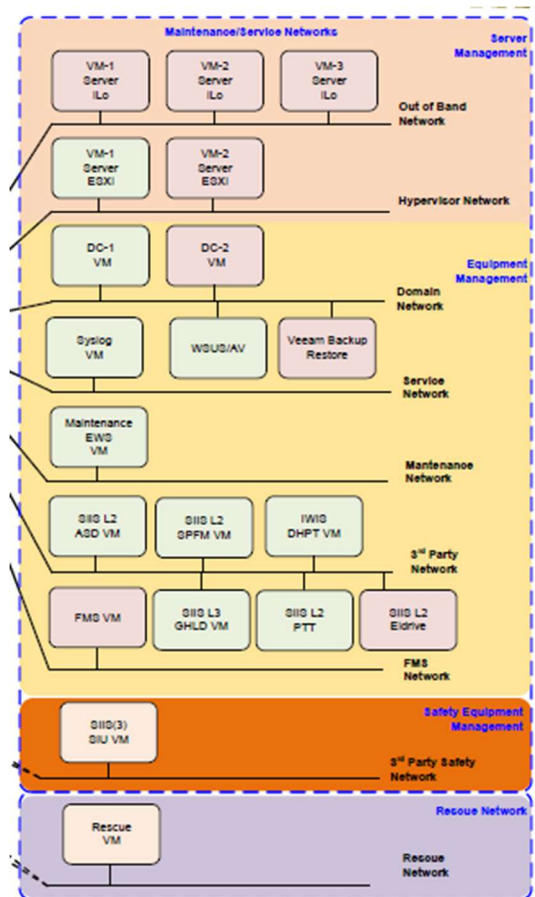 Maintenance/Service Networks
Server
Management
VM-1
Server
ILo
VM-2
Server
ILo
VM-3
Server
ILo
Out of Band
Network
VM-1
Server
ESXI
VM-2
Server
ESXI
Hypervisor Network
DC-1
VM
DC-2
VM
Equipment
Management
Domain
Network
Syslog
VM
WSUS/AV
Veeam Backup
Restore
Service
Network
Maintenance
EWS
VM
Mantenance
Network
SIIS L2
ASD VM
SIIS L2
SPFM VM
IWIS
DHPT VM
3rd Party
Network
FMS VM
SIIS L3
GHLD VM
SIIS L2
PTT
SIIS L2
Eldrive
FMS
Network
Safety Equipment
Management
SIIS(3)
SIU VM
3rd Party Safety
Network
Rescue Network
Rescue
VM
Rescue
Network